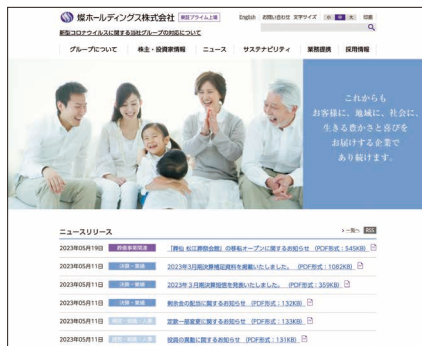 燦ホールディングス株式会社 東証プライム上場 English お問い合わせ 文字サイズ 小 中 大 印刷
新型コロナウイルスに関する当社グループの対応について
グループについて 株主・投資家情報 ニュース サステナビリティ 業務提携 採用情報
これからも
お客様に、地域に、社会に、
生きる豊かさと喜びを
お届けする企業で
あり続けます。
ニュースリリース 一覧へ RSS
2023年05月19日 葬儀事業関連 「葬仙 松江葬祭会館」の移転オープンに関するお知らせ (PDF形式:545KB)
2023年05月11日 決算・業績 2023年3月期決算補足資料を掲載いたしました。 (PDF形式:1082KB)
2023年05月11日 決算・業績 2023年3月期決算短信を発表いたしました。 (PDF形式:359KB)
2023年05月11日 決算・業績 剰余金の配当に関するお知らせ (PDF形式:132KB)
2023年05月11日 定款一部変更に関するお知らせ (PDF形式:133KB)
2023年05月11日 役員の異動に関するお知らせ (PDF形式:131KB)